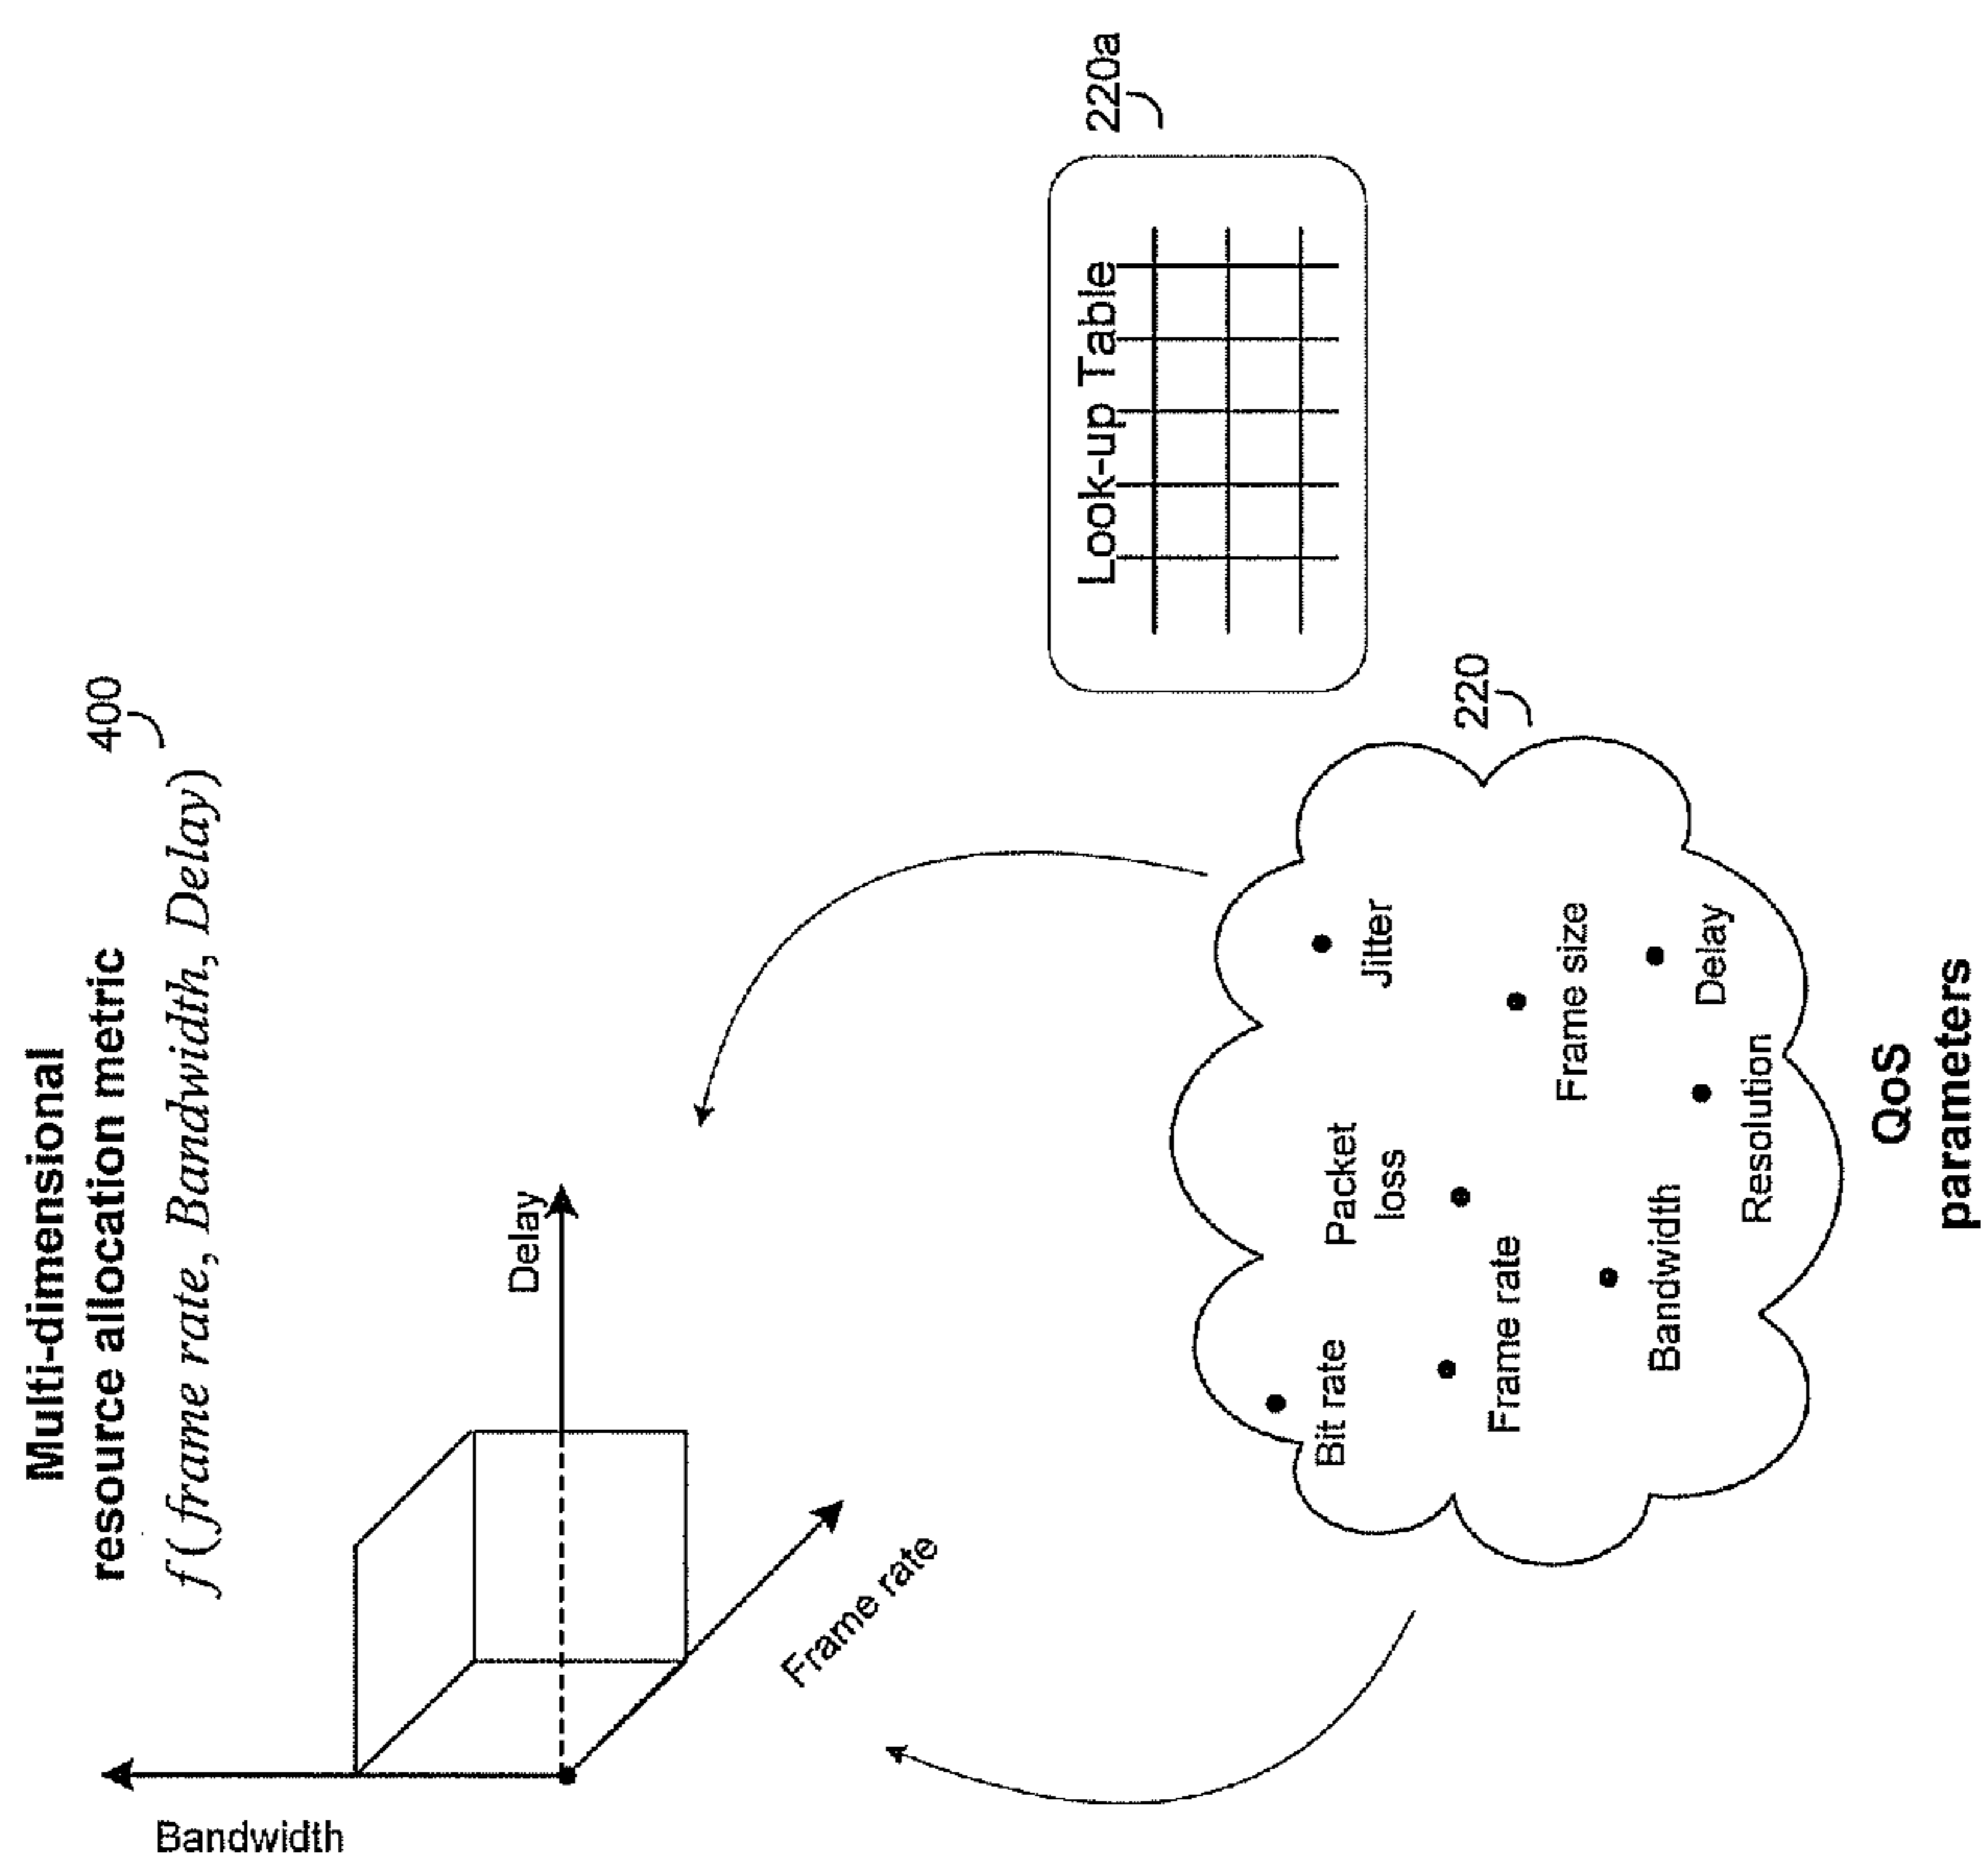 Multi-dimensional
resource allocation metric
400
f(frame rate, Bandwidth, Delay)
Bandwidth
Delay
Frame rate
220a
Look-up Table
220
Bit rate
Packet
loss
Jitter
Frame rate
Frame size
Bandwidth
Delay
Resolution
QoS
parameters